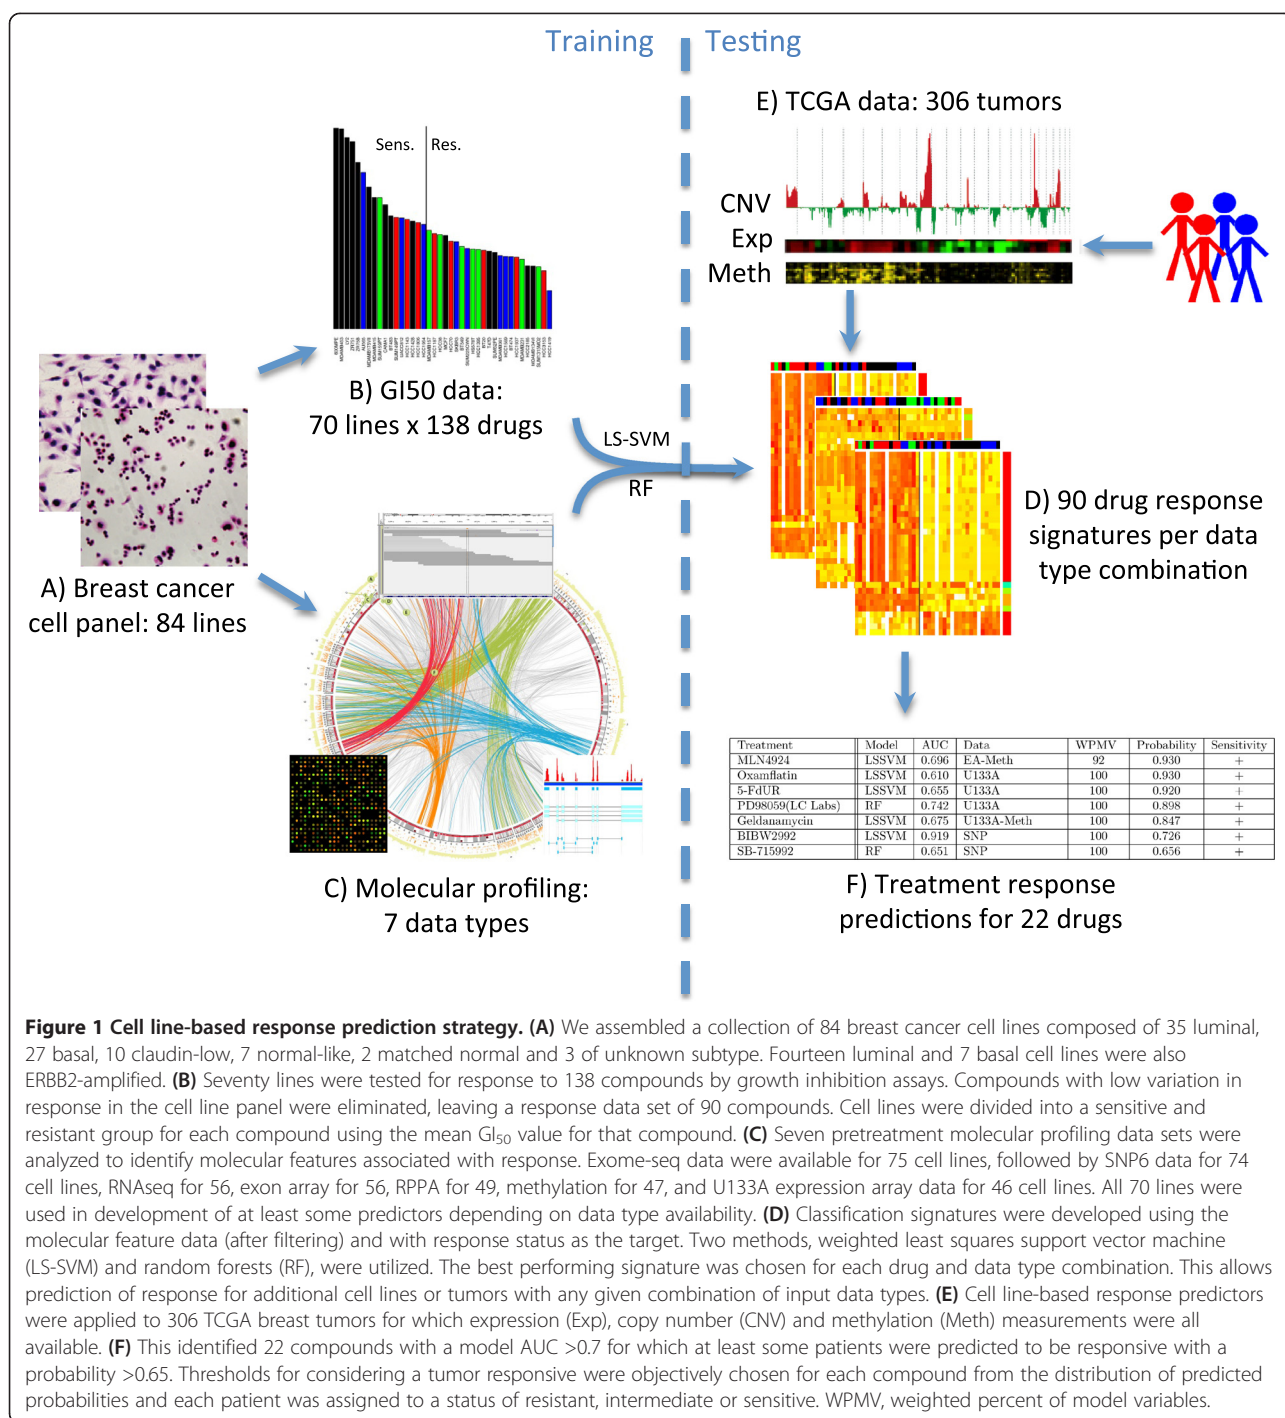 Training
Testing
E) TCGA data: 306 tumors
Sens.
Res.
CNV
Exp
Meth
B) GI50 data:
70 lines x 138 drugs
LS-SVM
RF
D) 90 drug response
signatures per data
type combination
A) Breast cancer
cell panel: 84 lines
C) Molecular profiling:
7 data types
Treatment Model AUC Data WPMV Probability Sensitivity
MLN4924 LSSVM 0.696 EA-Meth 92 0.930 +
Oxamflatin LSSVM 0.610 U133A 100 0.930 +
5-FdUR LSSVM 0.655 U133A 100 0.920 +
PD98059(LC Labs) RF 0.742 U133A 100 0.898 +
Geldanamycin LSSVM 0.675 U133A-Meth 100 0.847 +
BIBW2992 LSSVM 0.919 SNP 100 0.726 +
SB-715992 RF 0.651 SNP 100 0.656 +
F) Treatment response
predictions for 22 drugs
Figure 1 Cell line-based response prediction strategy. (A) We assembled a collection of 84 breast cancer cell lines composed of 35 luminal,
27 basal, 10 claudin-low, 7 normal-like, 2 matched normal and 3 of unknown subtype. Fourteen luminal and 7 basal cell lines were also
ERBB2-amplified. (B) Seventy lines were tested for response to 138 compounds by growth inhibition assays. Compounds with low variation in
response in the cell line panel were eliminated, leaving a response data set of 90 compounds. Cell lines were divided into a sensitive and
resistant group for each compound using the mean GI50 value for that compound. (C) Seven pretreatment molecular profiling data sets were
analyzed to identify molecular features associated with response. Exome-seq data were available for 75 cell lines, followed by SNP6 data for 74
cell lines, RNAseq for 56, exon array for 56, RPPA for 49, methylation for 47, and U133A expression array data for 46 cell lines. All 70 lines were
used in development of at least some predictors depending on data type availability. (D) Classification signatures were developed using the
molecular feature data (after filtering) and with response status as the target. Two methods, weighted least squares support vector machine
(LS-SVM) and random forests (RF), were utilized. The best performing signature was chosen for each drug and data type combination. This allows
prediction of response for additional cell lines or tumors with any given combination of input data types. (E) Cell line-based response predictors
were applied to 306 TCGA breast tumors for which expression (Exp), copy number (CNV) and methylation (Meth) measurements were all
available. (F) This identified 22 compounds with a model AUC >0.7 for which at least some patients were predicted to be responsive with a
probability >0.65. Thresholds for considering a tumor responsive were objectively chosen for each compound from the distribution of predicted
probabilities and each patient was assigned to a status of resistant, intermediate or sensitive. WPMV, weighted percent of model variables.